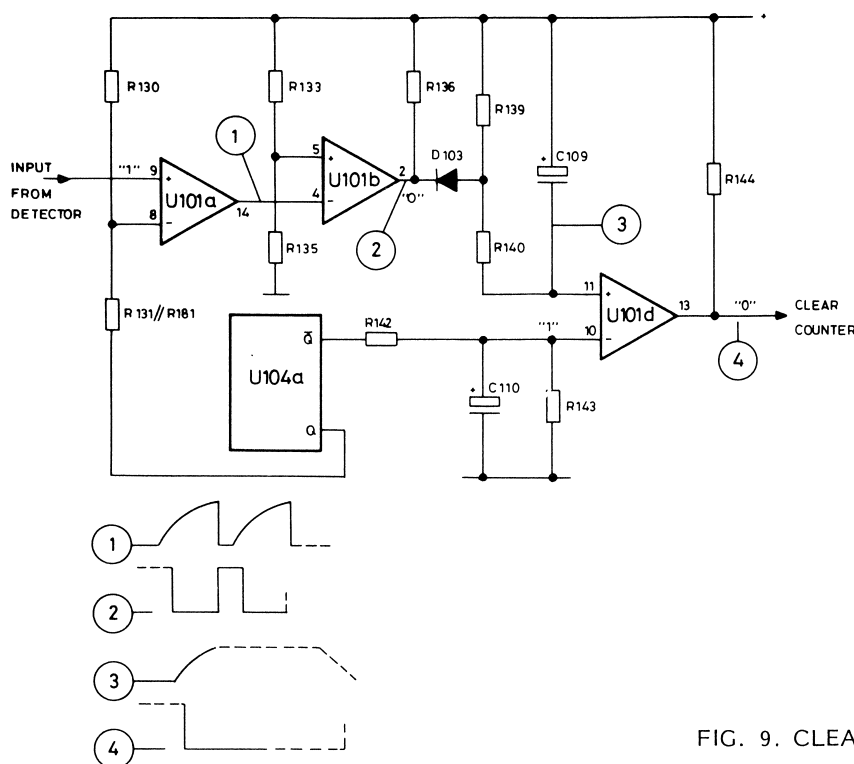 +
R130
R133
R136
R139
C109
+
R144
INPUT
FROM
DETECTOR
"1"
9
+
8
-
U101a
14
1
5
+
4
-
U101b
2
"0"
D103
2
R135
R140
3
R131//R181
U104a
Q̅
Q
R142
"1"
11
+
10
-
U101d
13
"0"
CLEAR
COUNTER
4
+
C110
R143
1
2
3
4
FIG. 9. CLEA